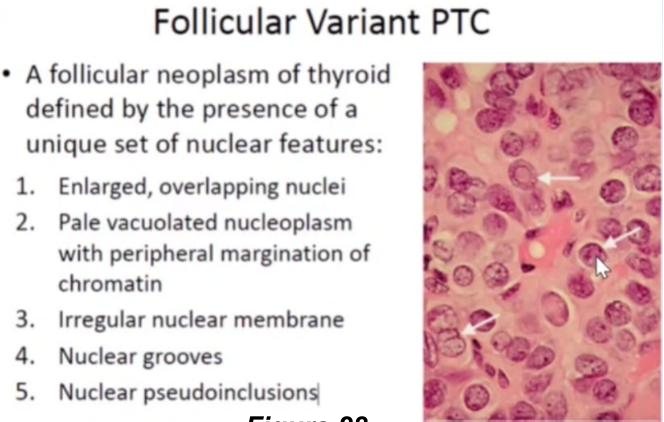 Follicular Variant PTC
• A follicular neoplasm of thyroid
defined by the presence of a
unique set of nuclear features:
1. Enlarged, overlapping nuclei
2. Pale vacuolated nucleoplasm
with peripheral margination of
chromatin
3. Irregular nuclear membrane
4. Nuclear grooves
5. Nuclear pseudoinclusions